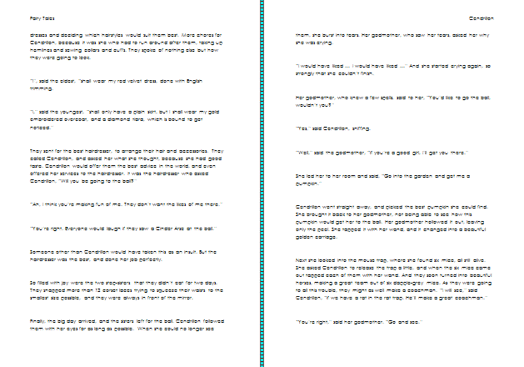 Fairy Tales
dresses and deciding which hairstyles would suit them best. More chores for
Condrillon, because it was she who had to run around after them, taking up
hemlines and sewing collars and cuffs. They spoke of nothing else but how
they were going to look.
"I", said the oldest, "shall wear my red velvet dress, done with English
trimming.
"I," said the youngest, "shall only have a plain skirt, but I shall wear my gold
embroidered overcoat, and a diamond tiara, which is bound to get
noticed."
They sent for the best hairdresser, to arrange their hair and accessories. They
called Condrillon, and asked her what she thought, because she had good
taste. Condrillon could offer them the best advice in the world, and even
offered her services to the hairdresser. It was the hairdresser who asked
Condrillon, "Will you be going to the ball?
"Ah, I think you're making fun of me. They don't want the likes of me there."
"You're right. Everyone would laugh if they saw a Cinder Arse at the ball."
Someone other than Condrillon would have taken this as an insult. But the
hairdresser was the best, and done her job perfectly.
So filled with joy were the two stepsisters, that they didn't eat for two days.
They snapped more than 12 corset laces trying to squeeze their waists to the
smallest size possible, and they were always in front of the mirror.
Finally, the big day arrived, and the sisters left for the ball. Condrillon followed
them with her eyes for as long as possible. When she could no longer see
Condrillon
them, she burst into tears. Her godmother, who saw her tears, asked her why
she was crying.
"I would have liked ... I would have liked ..." And she started crying again, so
strongly that she couldn't finish.
Her godmother, who knew a few spells, said to her, "You'd like to go the ball,
wouldn't you?
"Yes," said Condrillon, sniffing.
"Well," said the godmother, "if you're a good girl, I'll get you there."
She led her to her room and said, "Go into the garden and get me a
pumpkin."
Condrillon went straight away, and picked the best pumpkin she could find.
She brought it back to her godmother, not being able to see how this
pumpkin would get her to the ball. Her godmother hollowed it out, leaving
only the peel. She tapped it with her wand, and it changed into a beautiful
golden carriage.
Next she looked into the mouse trap, where she found six mice, all still alive.
She asked Condrillon to release the trap a little, and when the six mice came
out tapped each of them with her wand. And they soon turned into beautiful
horses, making a great team out of six dapple-gray mice. As they were going
to all this trouble, they might as well make a coachman. "I will see," said
Condrillon, "if we have a rat in the rat trap. He'll make a great coachman."
"You're right," said her godmother. "Go and see."